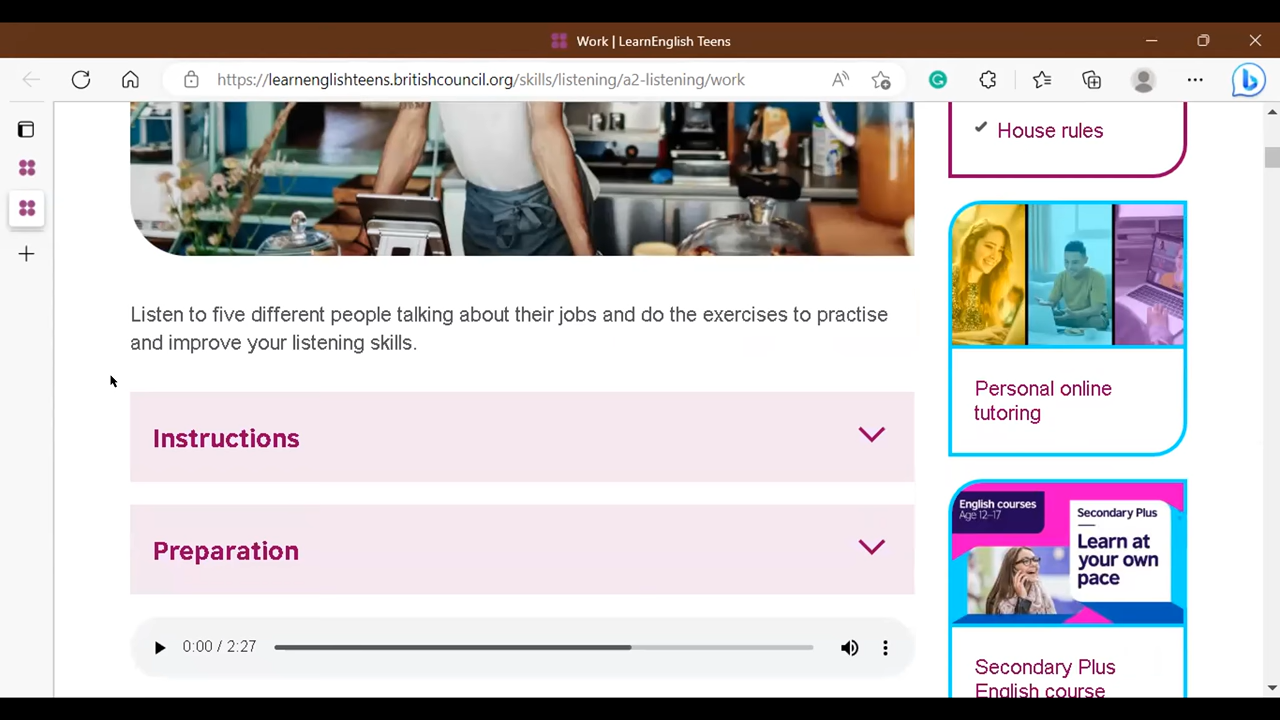 Work | LearnEnglish Teens
https://learnenglishteens.britishcouncil.org/skills/listening/a2-listening/work
House rules
Listen to five different people talking about their jobs and do the exercises to practise
and improve your listening skills.
Instructions
Preparation
0:00 / 2:27
Personal online
tutoring
English courses
Age 12–17
Secondary Plus
Learn at
your own
pace
Secondary Plus
English course